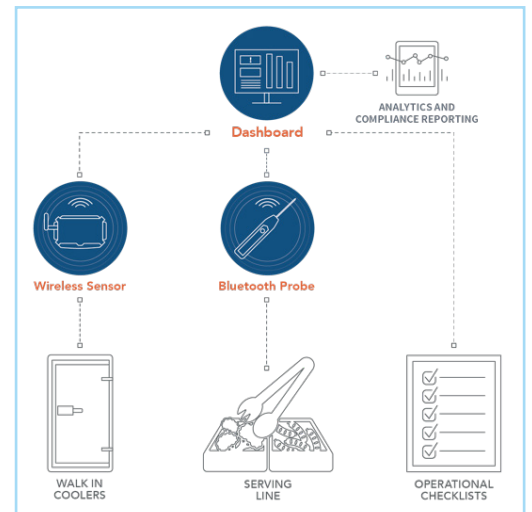 Dashboard
ANALYTICS AND
COMPLIANCE REPORTING
Wireless Sensor
Bluetooth Probe
WALK IN
COOLERS
SERVING
LINE
OPERATIONAL
CHECKLISTS